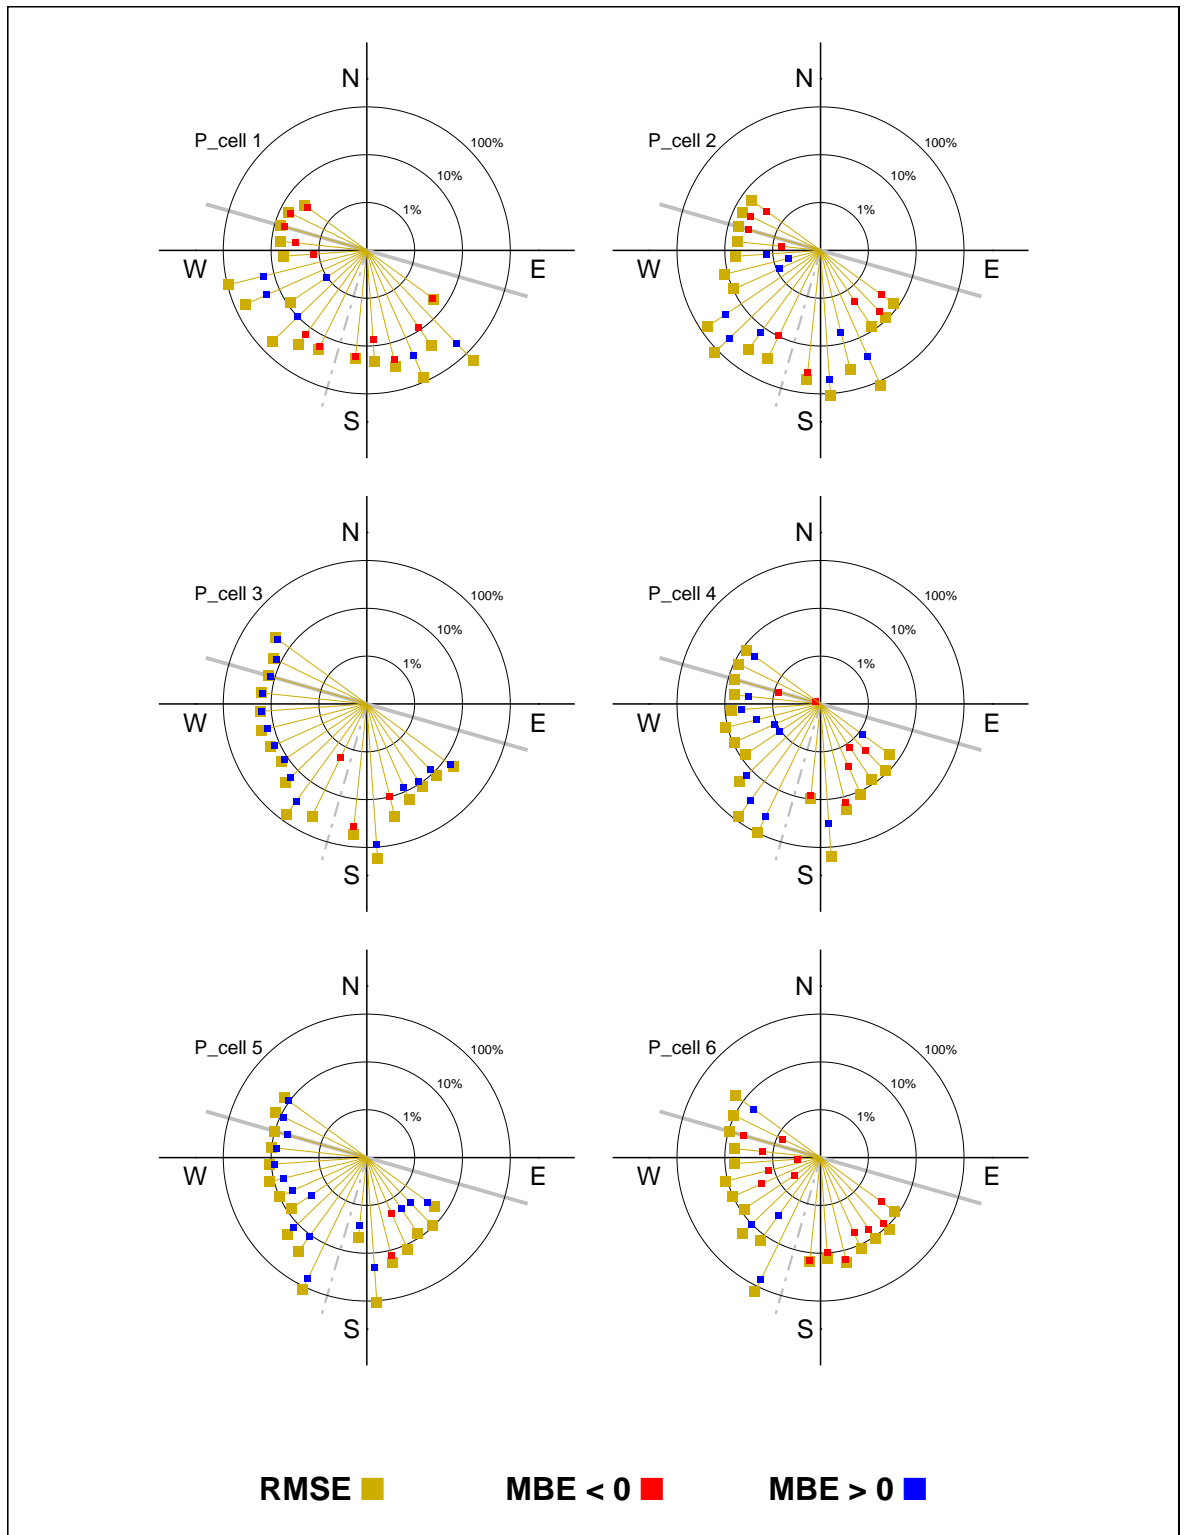 N N
P_cell 1 100% P_cell 2 100%
10% 10%
1% 1%
W E W E
S S
N N
P_cell 3 100% P_cell 4 100%
10% 10%
1% 1%
W E W E
S S
N N
P_cell 5 100% P_cell 6 100%
10% 10%
1% 1%
W E W E
S S
RMSE MBE < 0 MBE > 0